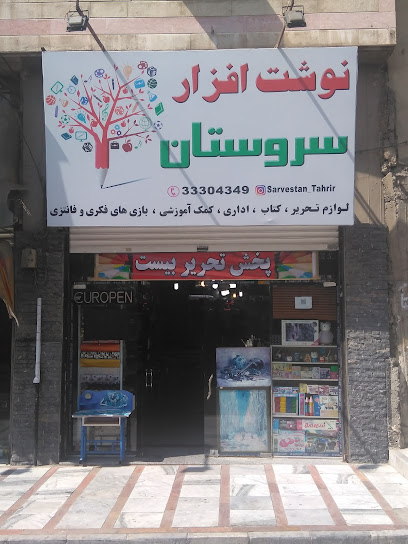 نوشت افزار
سروستان
33304349 Sarvestan_Tahrir
لوازم تحریر ، کتاب ، اداری ، کمک آموزشی ، بازی های فکری و فانتزی
پخش تحریر بیست
EUROPEN